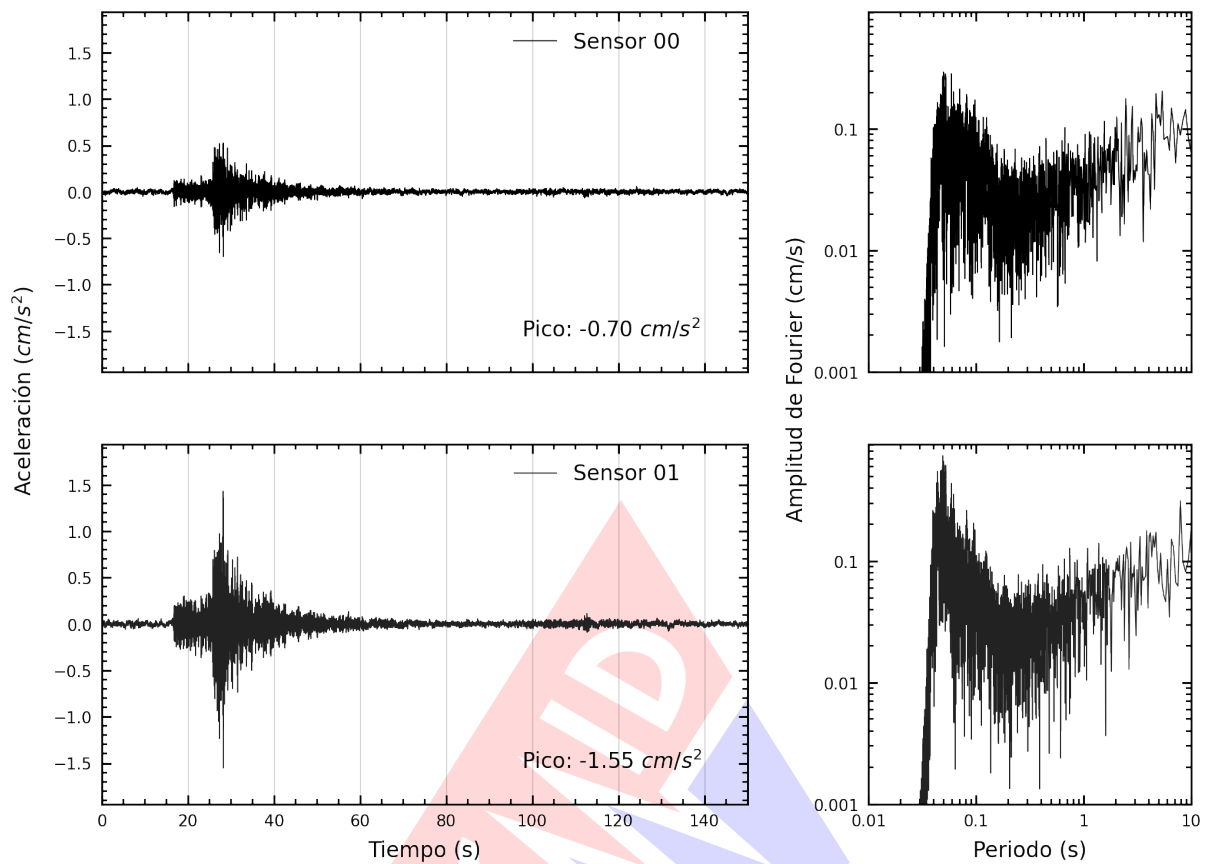 Aceleración (cm/s²)
1.5
1.0
0.5
0.0
−0.5
−1.0
−1.5
Sensor 00
Pico: -0.70 cm/s²
1.5
1.0
0.5
0.0
−0.5
−1.0
−1.5
Sensor 01
Pico: -1.55 cm/s²
0 20 40 60 80 100 120 140
Tiempo (s)
Amplitud de Fourier (cm/s)
0.1
0.01
0.001
0.1
0.01
0.001
0.01 0.1 1 10
Periodo (s)